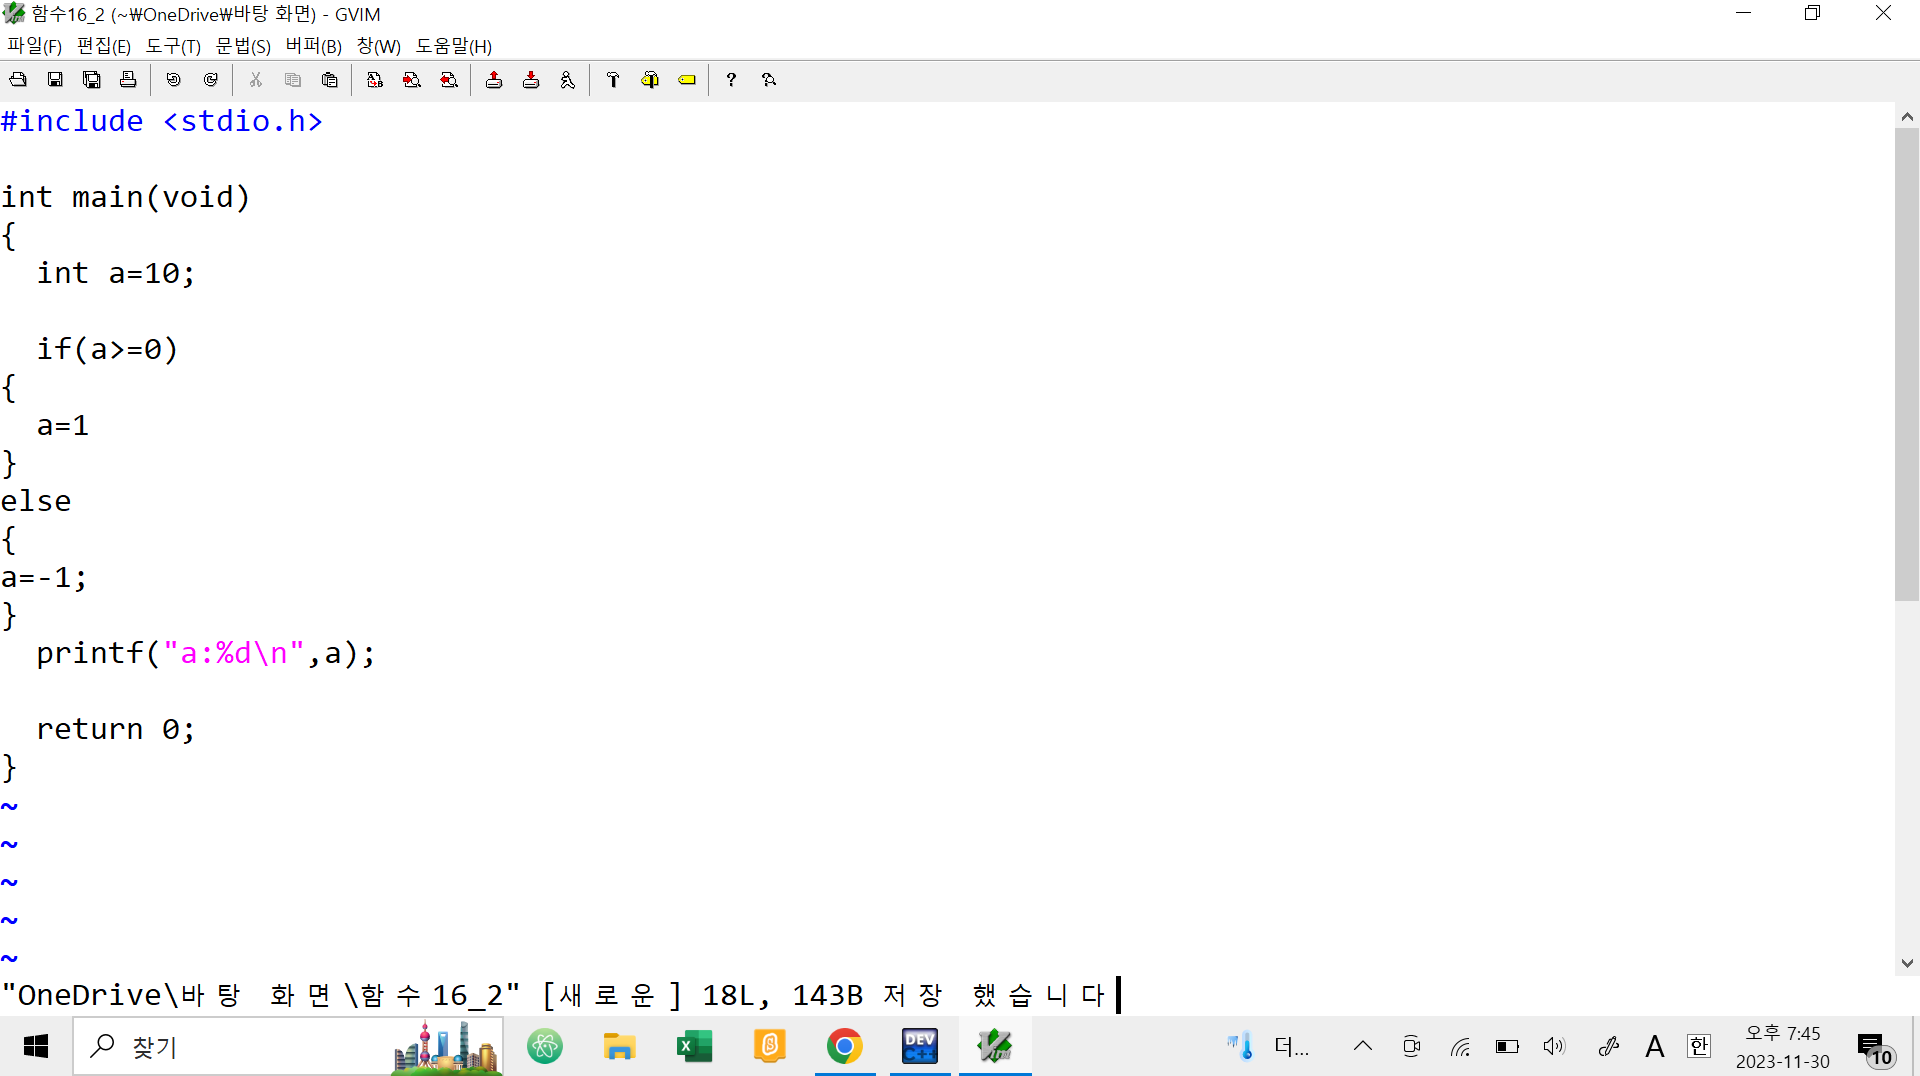 함수16_2 (~\OneDrive\바탕 화면) - GVIM
파일(F) 편집(E) 도구(T) 문법(S) 버퍼(B) 창(W) 도움말(H)
#include <stdio.h>
int main(void)
{
  int a=10;
  if(a>=0)
{
  a=1
}
else
{
a=-1;
}
  printf("a:%d\n",a);
  return 0;
}
~
~
~
~
~
"OneDrive\바탕 화면\함수16_2" [새로운] 18L, 143B 저장 했습니다
찾기
DEV C++
더...
A
한
오후 7:45
2023-11-30
10